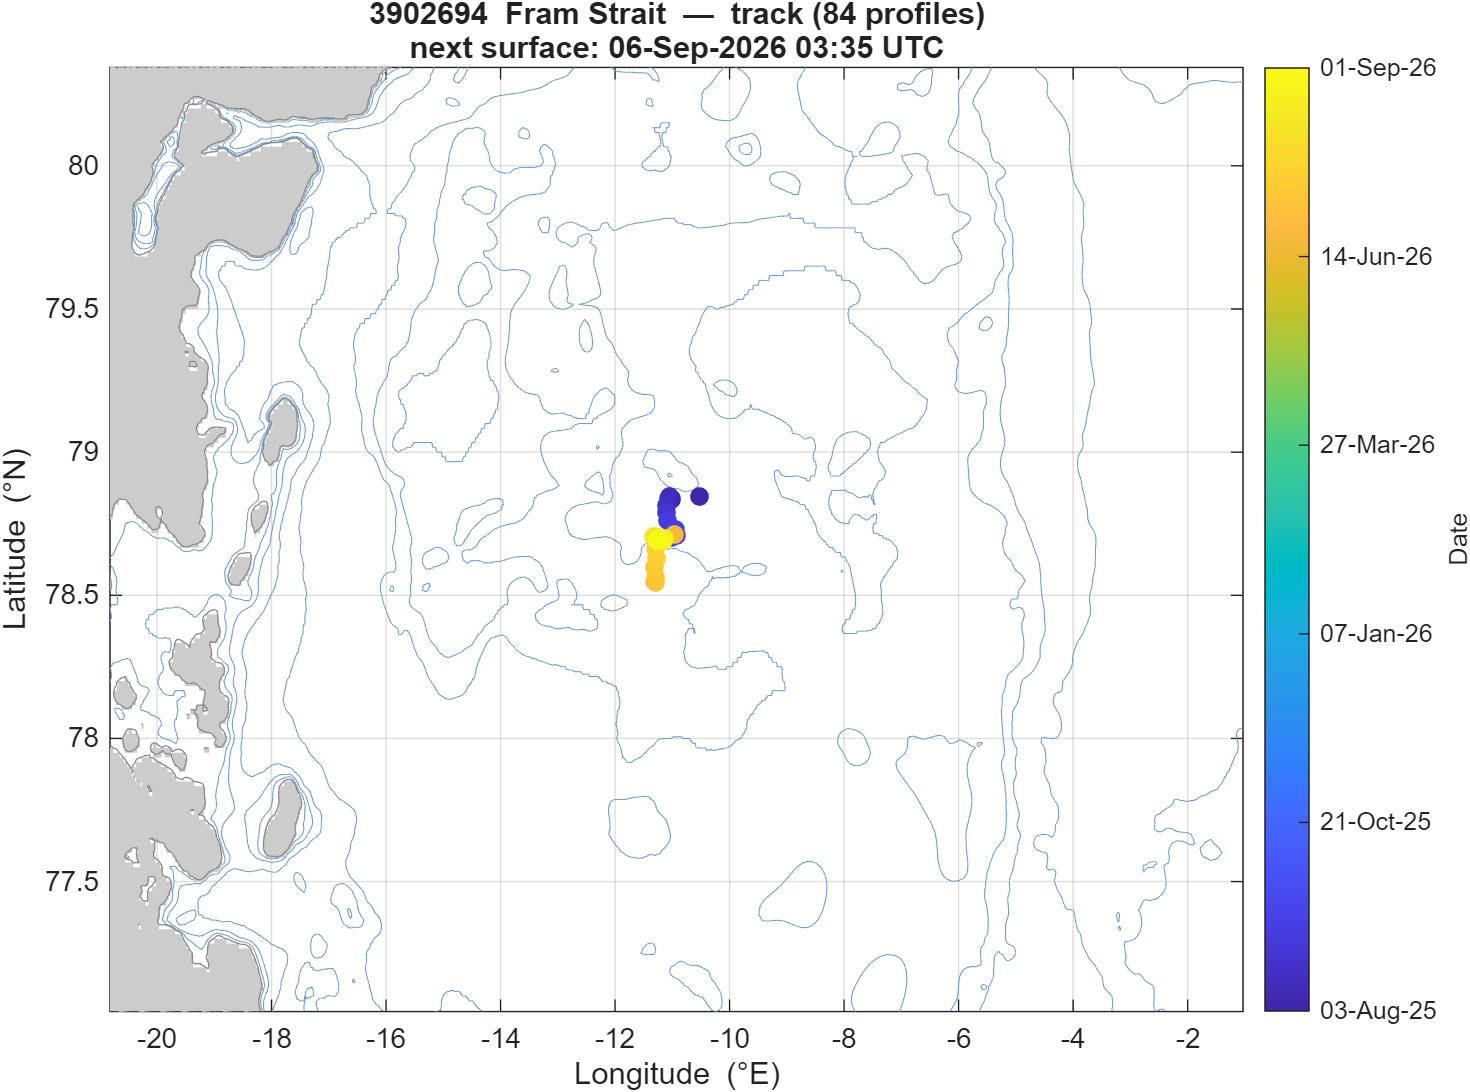 3902694 Fram Strait — track (84 profiles)
next surface: 06-Sep-2026 03:35 UTC
80
79.5
79
78.5
78
77.5
Latitude (°N)
-20
-18
-16
-14
-12
-10
-8
-6
-4
-2
Longitude (°E)
01-Sep-26
14-Jun-26
27-Mar-26
07-Jan-26
21-Oct-25
03-Aug-25
Date